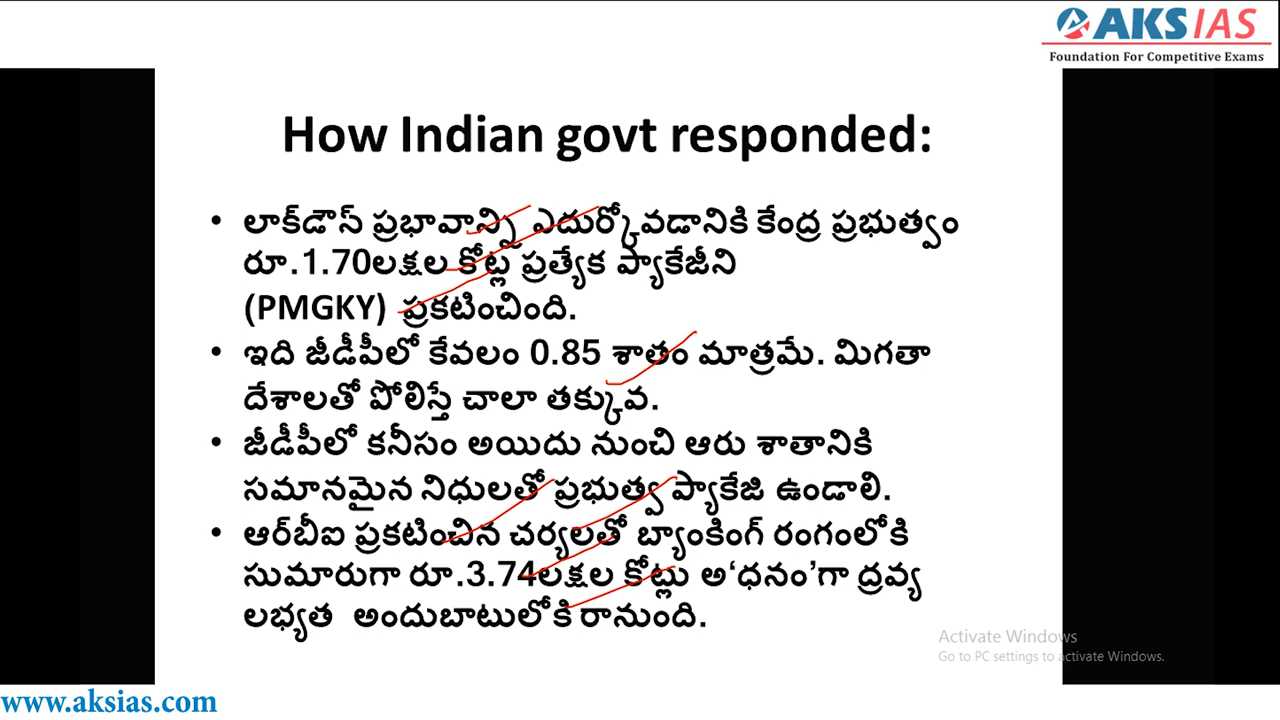 AKS IAS
Foundation For Competitive Exams
How Indian govt responded:
• లాక్‌డౌన్ ప్రభావాన్ని ఎదుర్కోవడానికి కేంద్ర ప్రభుత్వం
రూ.1.70లక్షల కోట్ల ప్రత్యేక ప్యాకేజీని
(PMGKY) ప్రకటించింది.
• ఇది జీడీపీలో కేవలం 0.85 శాతం మాత్రమే. మిగతా
దేశాలతో పోలిస్తే చాలా తక్కువ.
• జీడీపీలో కనీసం అయిదు నుంచి ఆరు శాతానికి
సమానమైన నిధులతో ప్రభుత్వ ప్యాకేజి ఉండాలి.
• ఆర్‌బీఐ ప్రకటించిన చర్యలతో బ్యాంకింగ్ రంగంలోకి
సుమారుగా రూ.3.74లక్షల కోట్లు అ‘ధనం’గా ద్రవ్య
లభ్యత అందుబాటులోకి రానుంది.
Activate Windows
Go to PC settings to activate Windows.
www.aksias.com